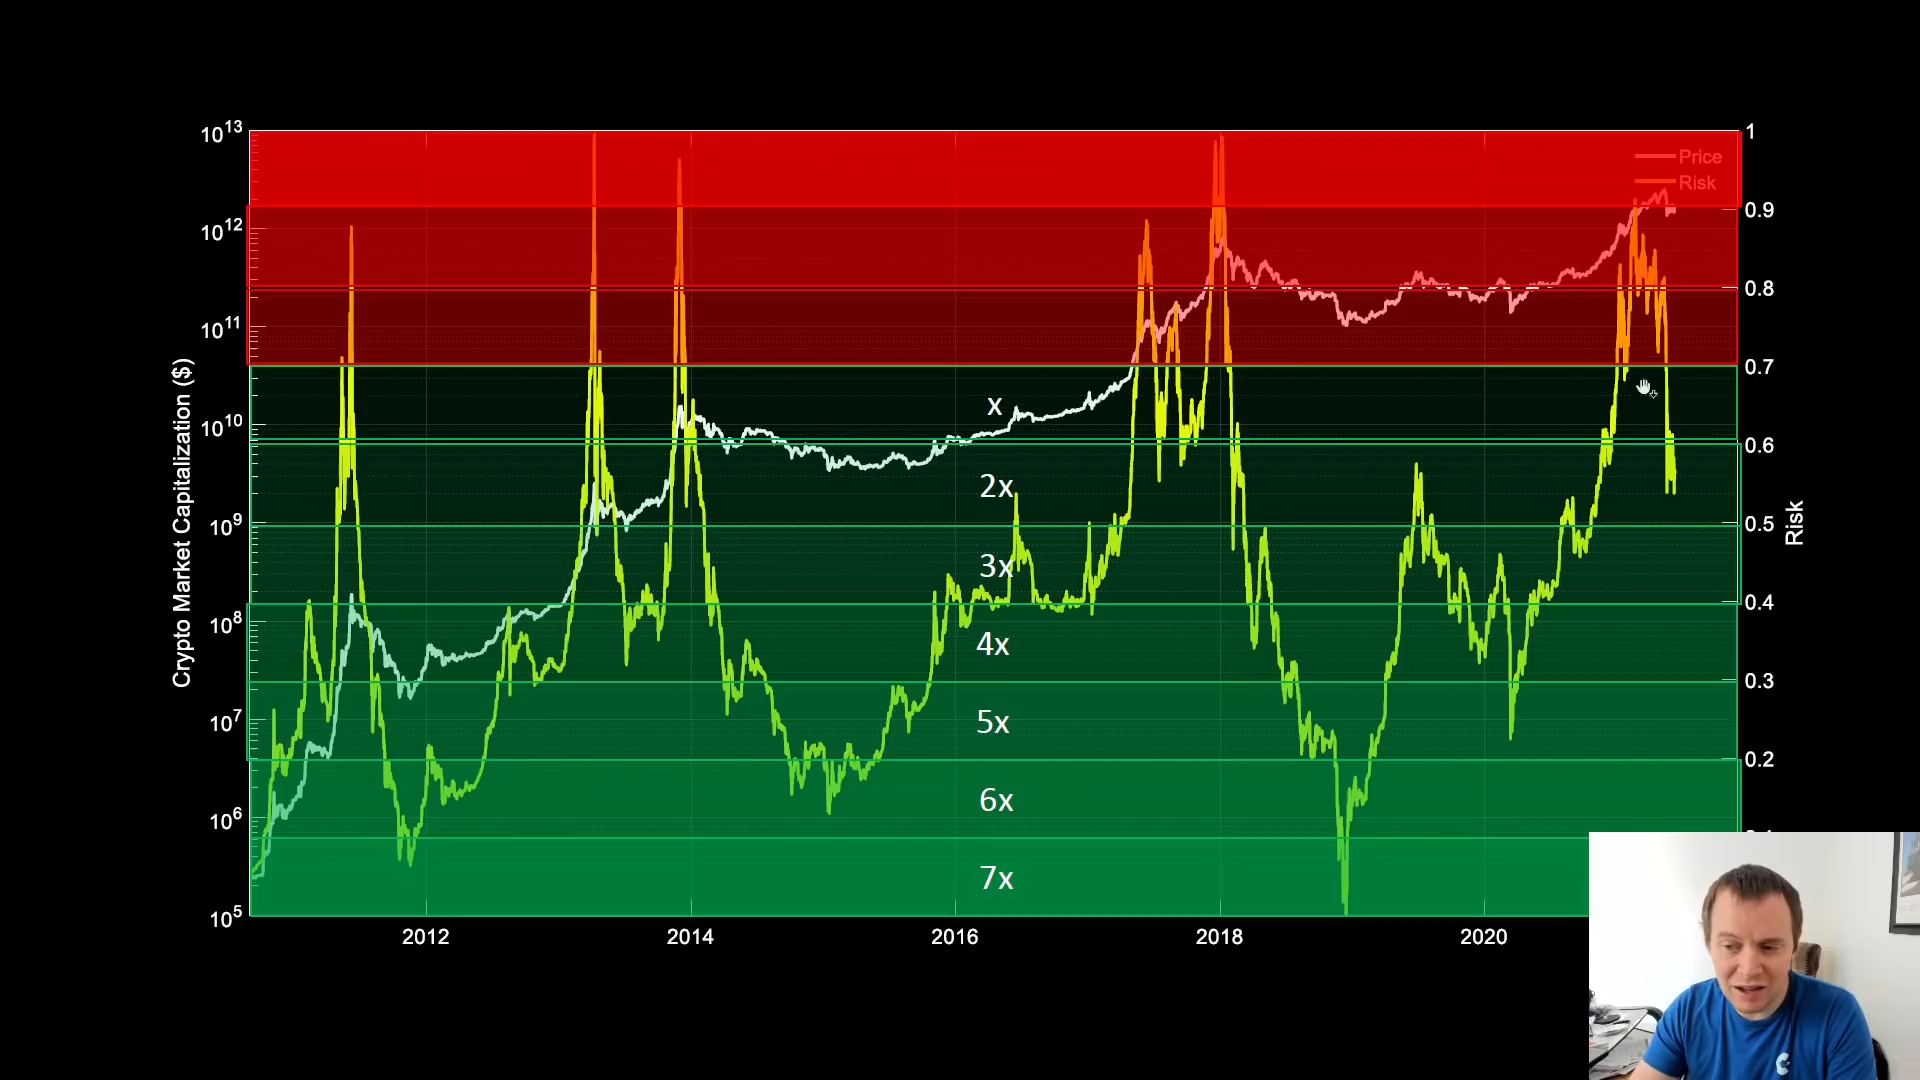 10^13
10^12
10^11
10^10
10^9
10^8
10^7
10^6
10^5
Crypto Market Capitalization ($)
Price
Risk
x
2x
3x
4x
5x
6x
7x
1
0.9
0.8
0.7
0.6
0.5
0.4
0.3
0.2
Risk
2012
2014
2016
2018
2020